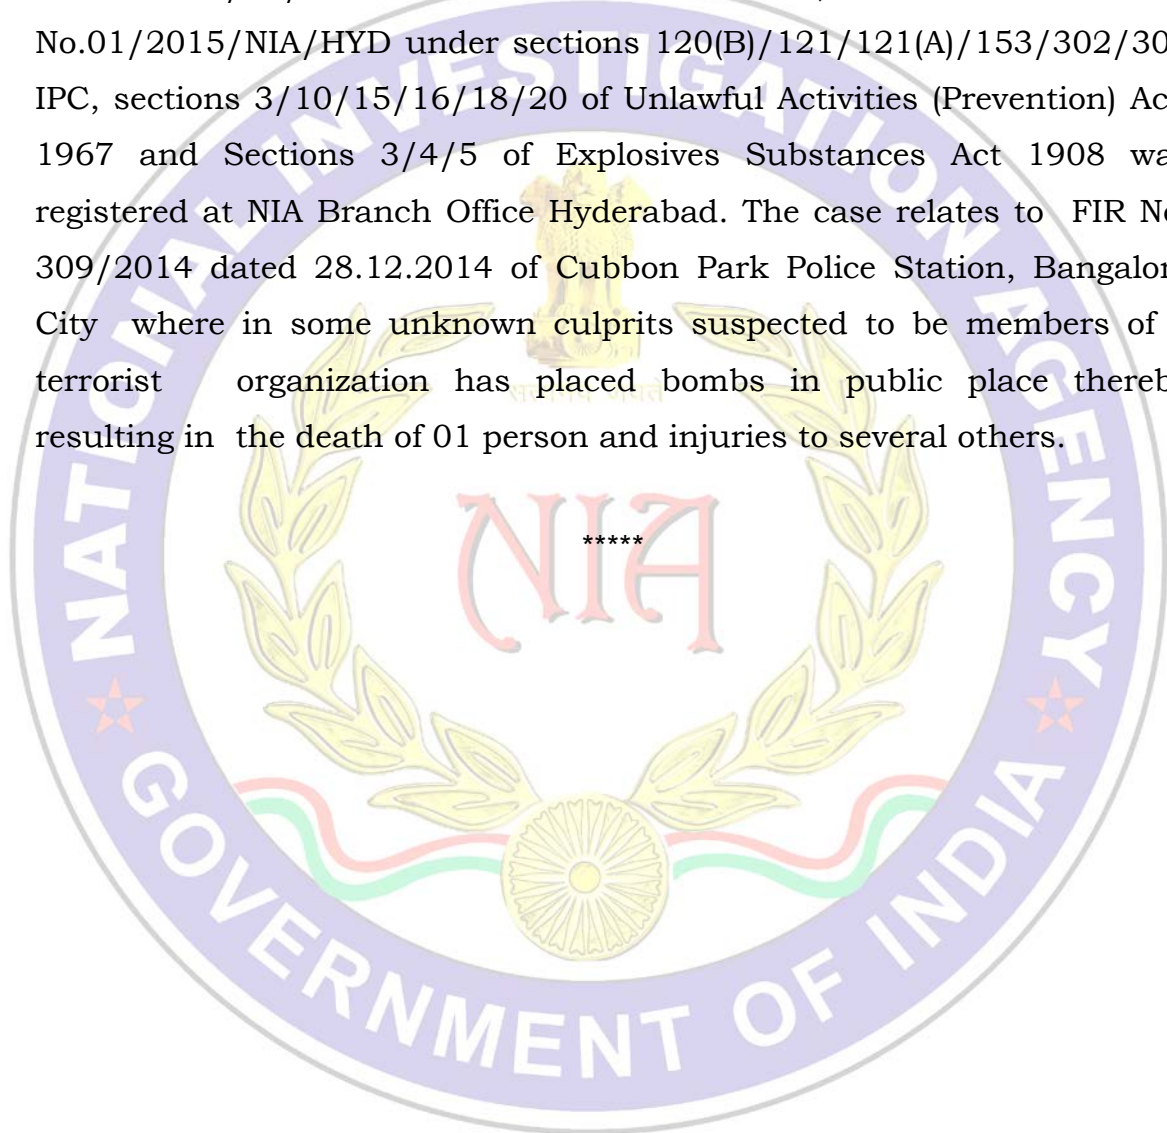 No.01/2015/NIA/HYD under sections 120(B)/121/121(A)/153/302/30
IPC, sections 3/10/15/16/18/20 of Unlawful Activities (Prevention) Ac
1967 and Sections 3/4/5 of Explosives Substances Act 1908 wa
registered at NIA Branch Office Hyderabad. The case relates to FIR No
309/2014 dated 28.12.2014 of Cubbon Park Police Station, Bangalor
City where in some unknown culprits suspected to be members of
terrorist organization has placed bombs in public place thereb
resulting in the death of 01 person and injuries to several others.
*****
NATIONAL INVESTIGATION AGENCY
सत्यमेव जयते
NIA
GOVERNMENT OF INDIA